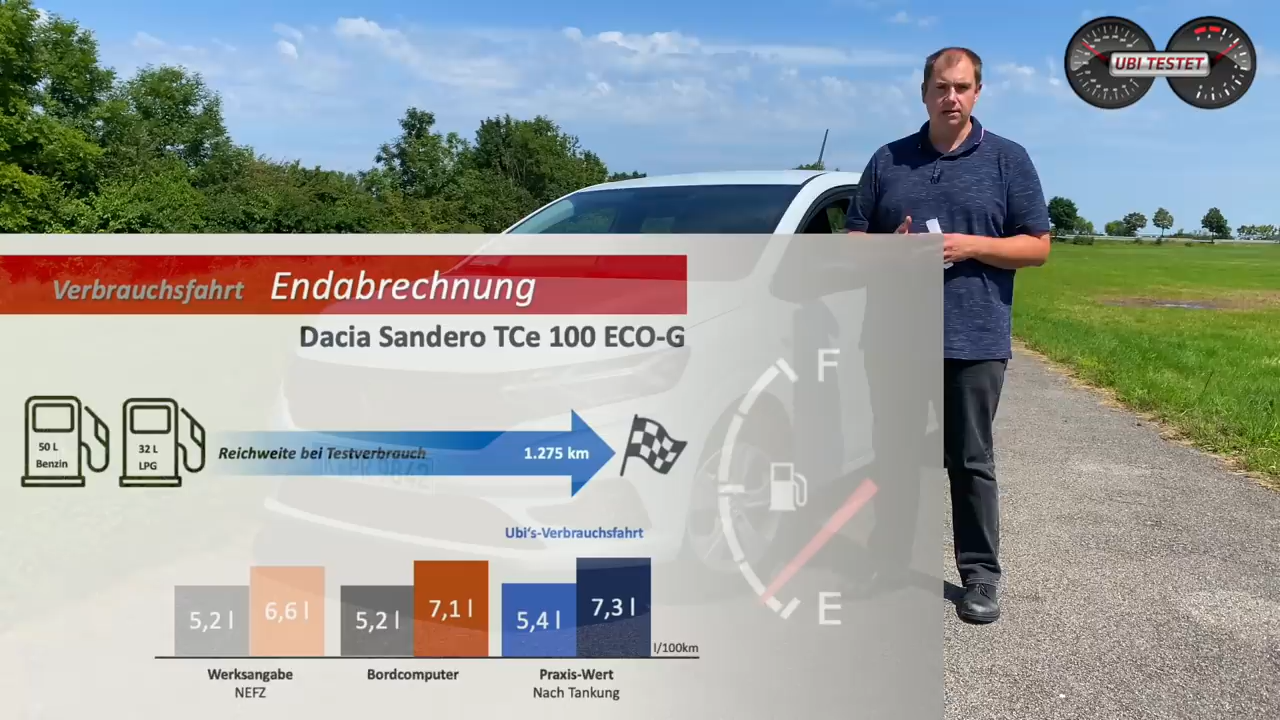 UBI TESTET
Verbrauchsfahrt Endabrechnung
Dacia Sandero TCe 100 ECO-G
50 L
Benzin
32 L
LPG
Reichweite bei Testverbrauch
1.275 km
F
E
Ubi's-Verbrauchsfahrt
5,2 l
6,6 l
5,2 l
7,1 l
5,4 l
7,3 l
l/100km
Werksangabe
NEFZ
Bordcomputer
Praxis-Wert
Nach Tankung